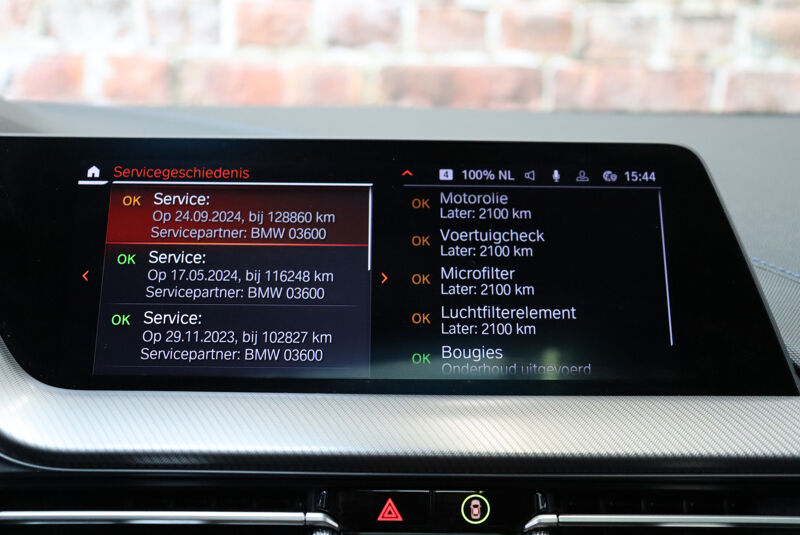 Servicegeschiedenis
4 100% NL 15:44
OK Service:
Op 24.09.2024, bij 128860 km
Servicepartner: BMW 03600
OK Service:
Op 17.05.2024, bij 116248 km
Servicepartner: BMW 03600
OK Service:
Op 29.11.2023, bij 102827 km
Servicepartner: BMW 03600
OK Motorolie
Later: 2100 km
OK Voertuigcheck
Later: 2100 km
OK Microfilter
Later: 2100 km
OK Luchtfilterelement
Later: 2100 km
OK Bougies
Onderhoud uitgevoerd